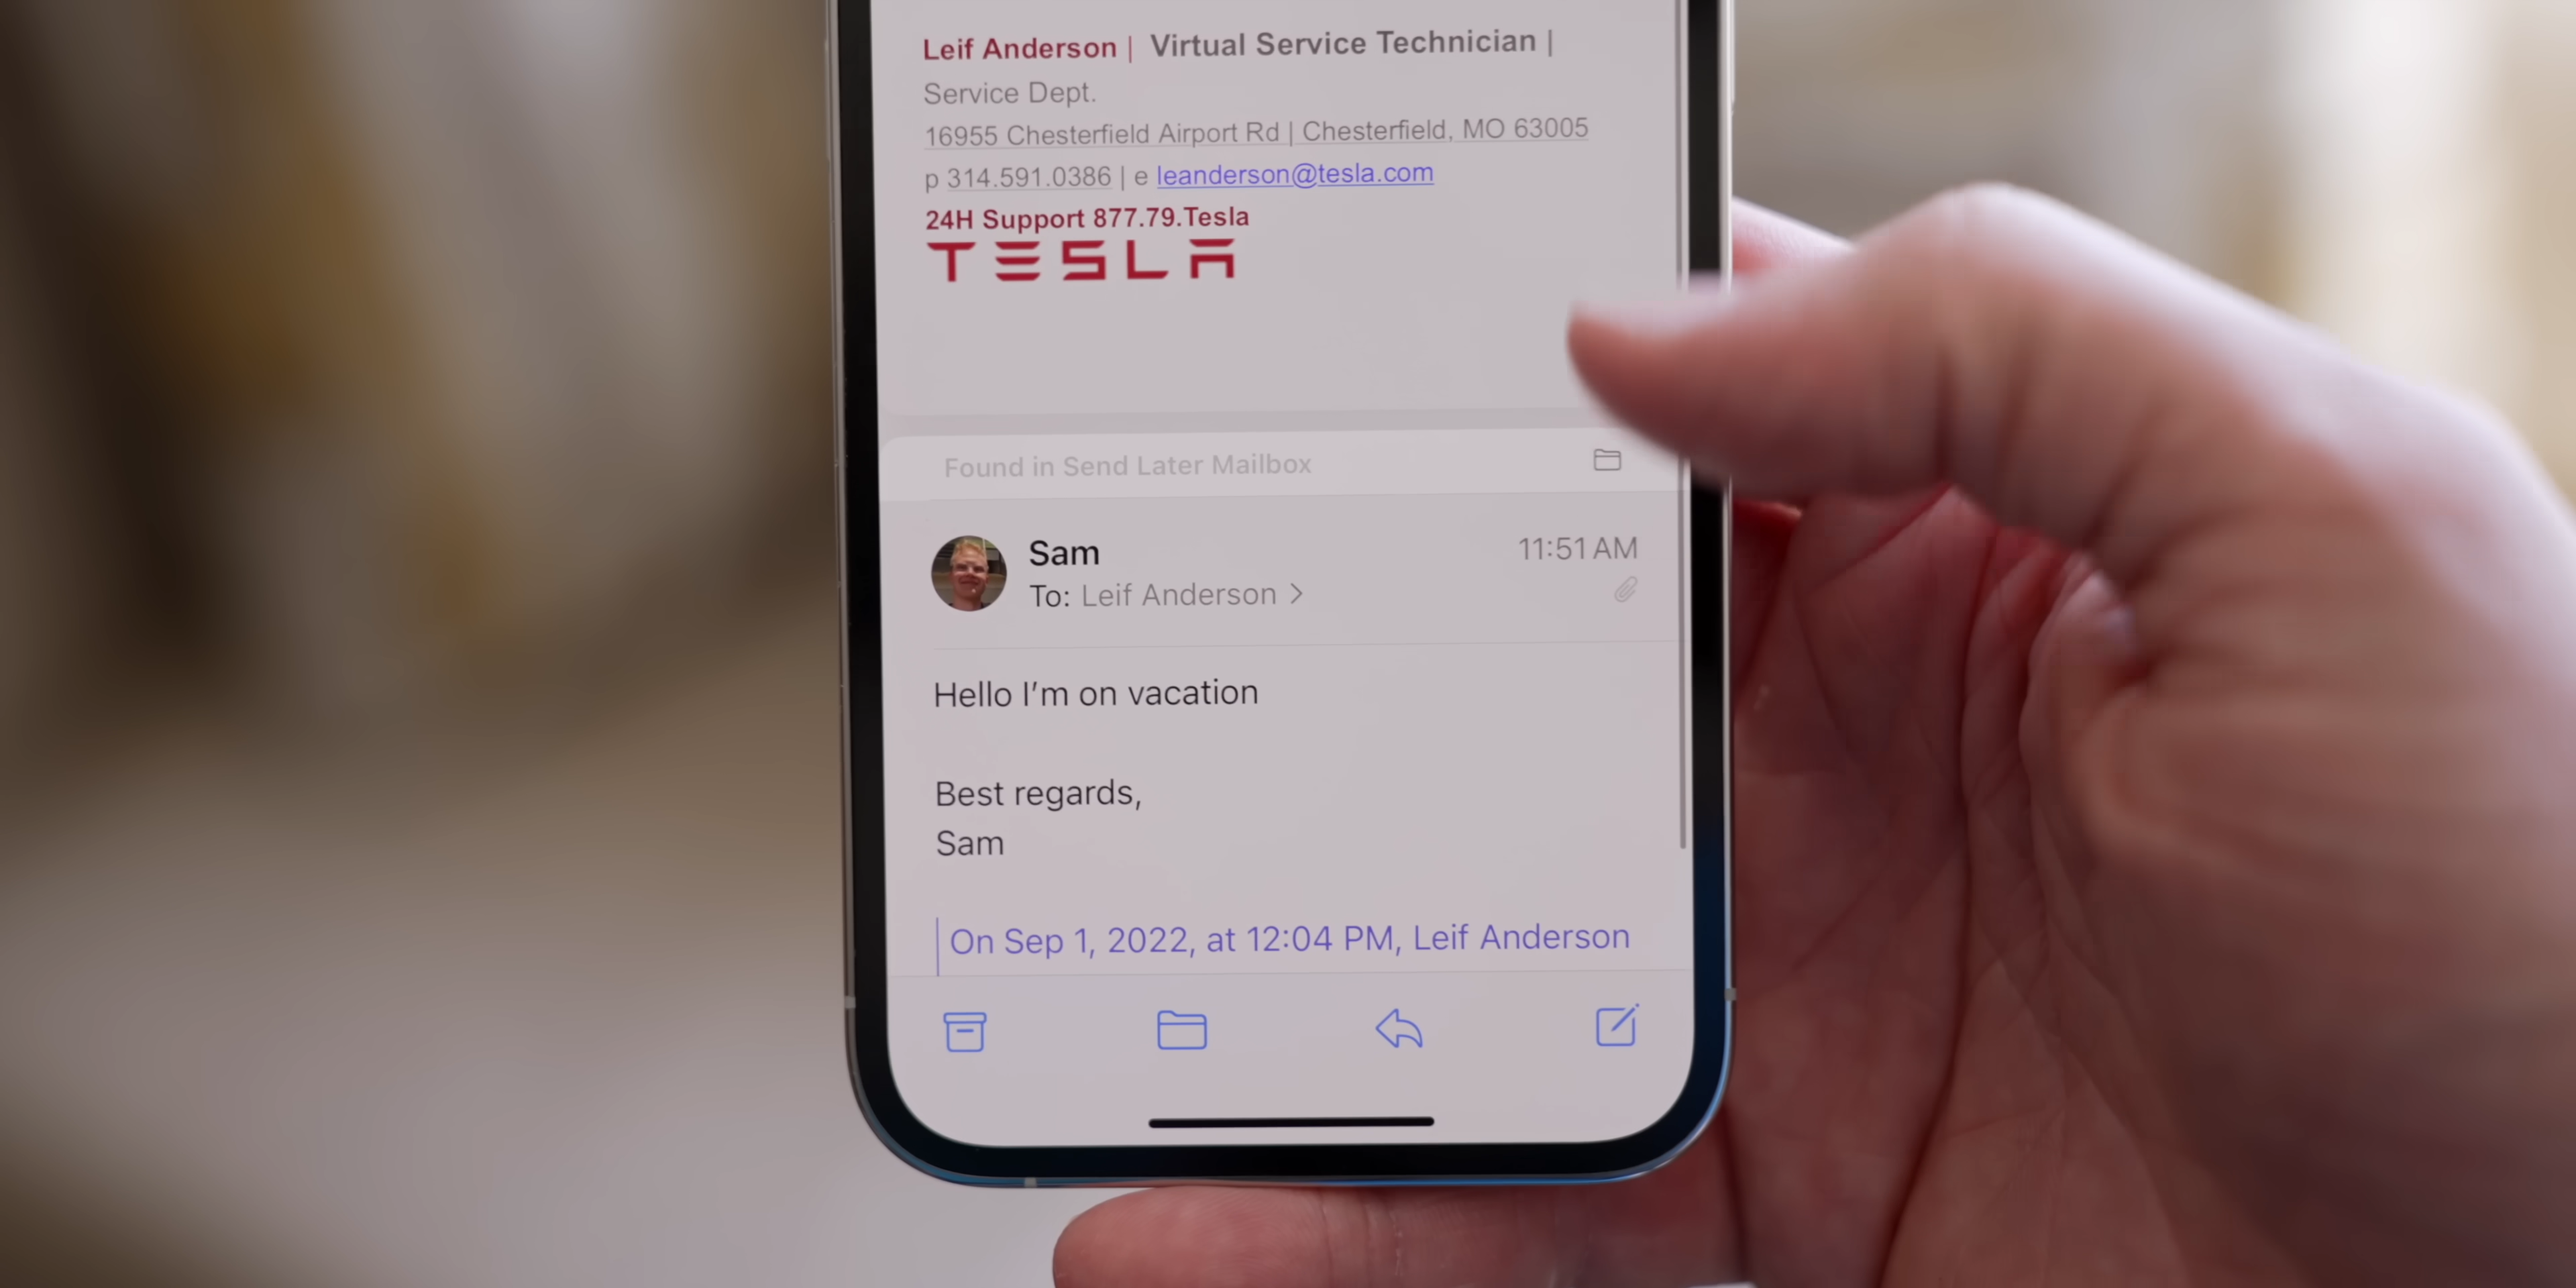 Leif Anderson | Virtual Service Technician |
Service Dept.
16955 Chesterfield Airport Rd | Chesterfield, MO 63005
p 314.591.0386 | e leanderson@tesla.com
24H Support 877.79.Tesla
TESLA
Found in Send Later Mailbox
Sam
11:51 AM
To: Leif Anderson >
Hello I'm on vacation
Best regards,
Sam
On Sep 1, 2022, at 12:04 PM, Leif Anderson